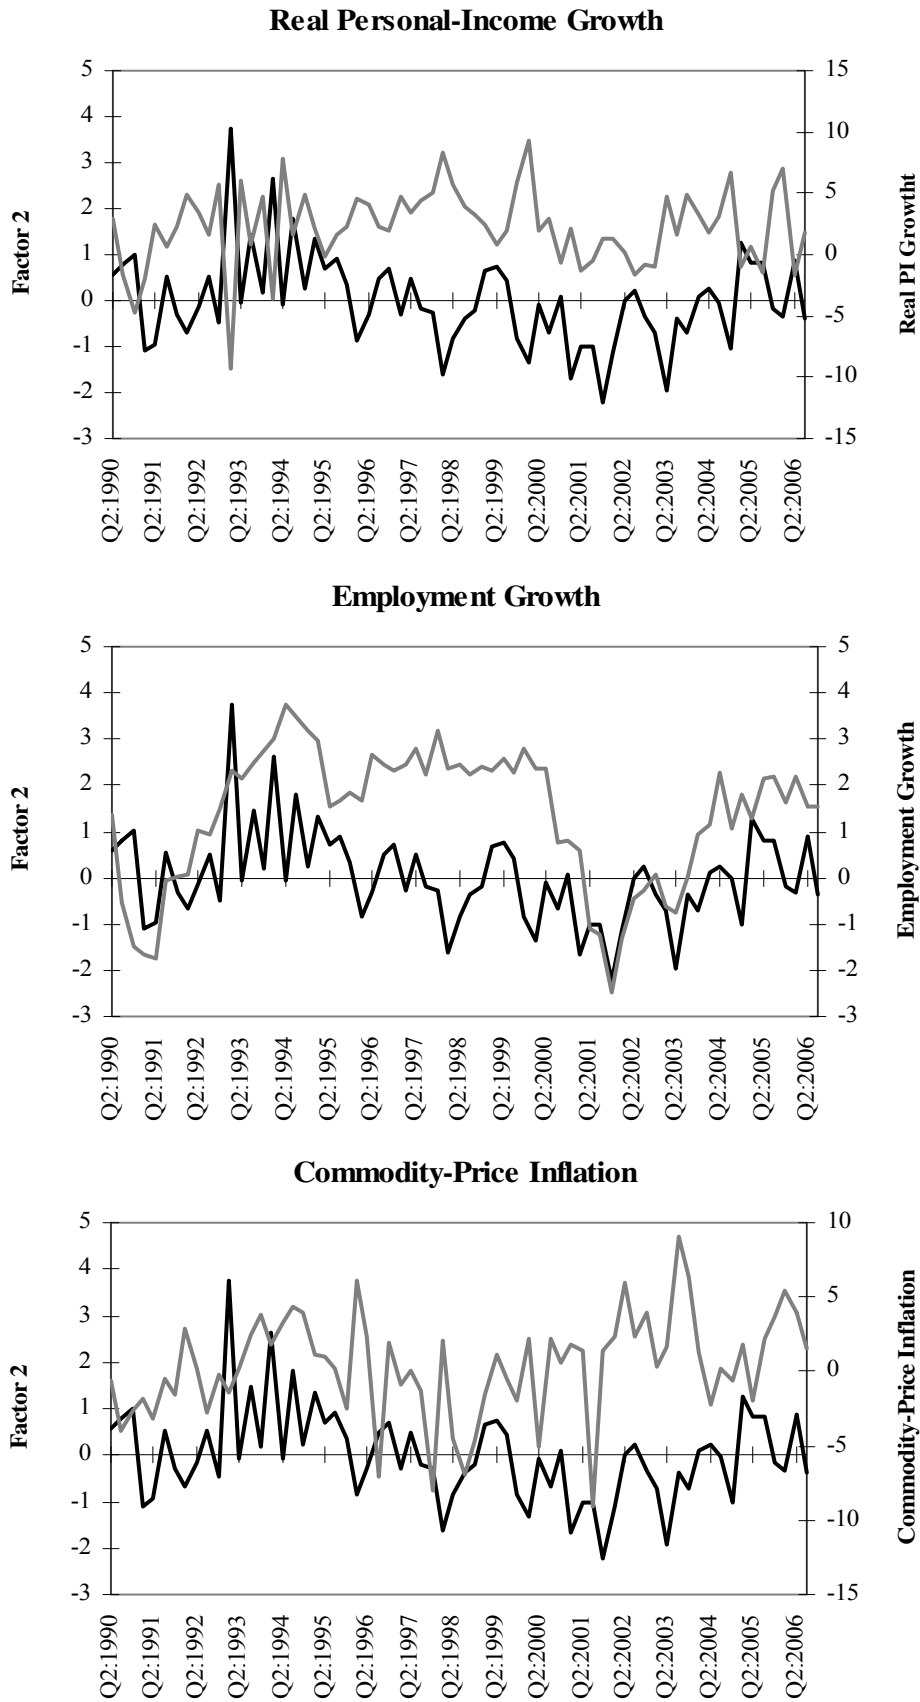 Real Personal-Income Growth
Factor 2
5
4
3
2
1
0
-1
-2
-3
15
10
5
0
-5
-10
-15
Real PI Growtht
Q2:1990
Q2:1991
Q2:1992
Q2:1993
Q2:1994
Q2:1995
Q2:1996
Q2:1997
Q2:1998
Q2:1999
Q2:2000
Q2:2001
Q2:2002
Q2:2003
Q2:2004
Q2:2005
Q2:2006
Employment Growth
Factor 2
5
4
3
2
1
0
-1
-2
-3
5
4
3
2
1
0
-1
-2
-3
Employment Growth
Q2:1990
Q2:1991
Q2:1992
Q2:1993
Q2:1994
Q2:1995
Q2:1996
Q2:1997
Q2:1998
Q2:1999
Q2:2000
Q2:2001
Q2:2002
Q2:2003
Q2:2004
Q2:2005
Q2:2006
Commodity-Price Inflation
Factor 2
5
4
3
2
1
0
-1
-2
-3
10
5
0
-5
-10
-15
Commodity-Price Inflation
Q2:1990
Q2:1991
Q2:1992
Q2:1993
Q2:1994
Q2:1995
Q2:1996
Q2:1997
Q2:1998
Q2:1999
Q2:2000
Q2:2001
Q2:2002
Q2:2003
Q2:2004
Q2:2005
Q2:2006